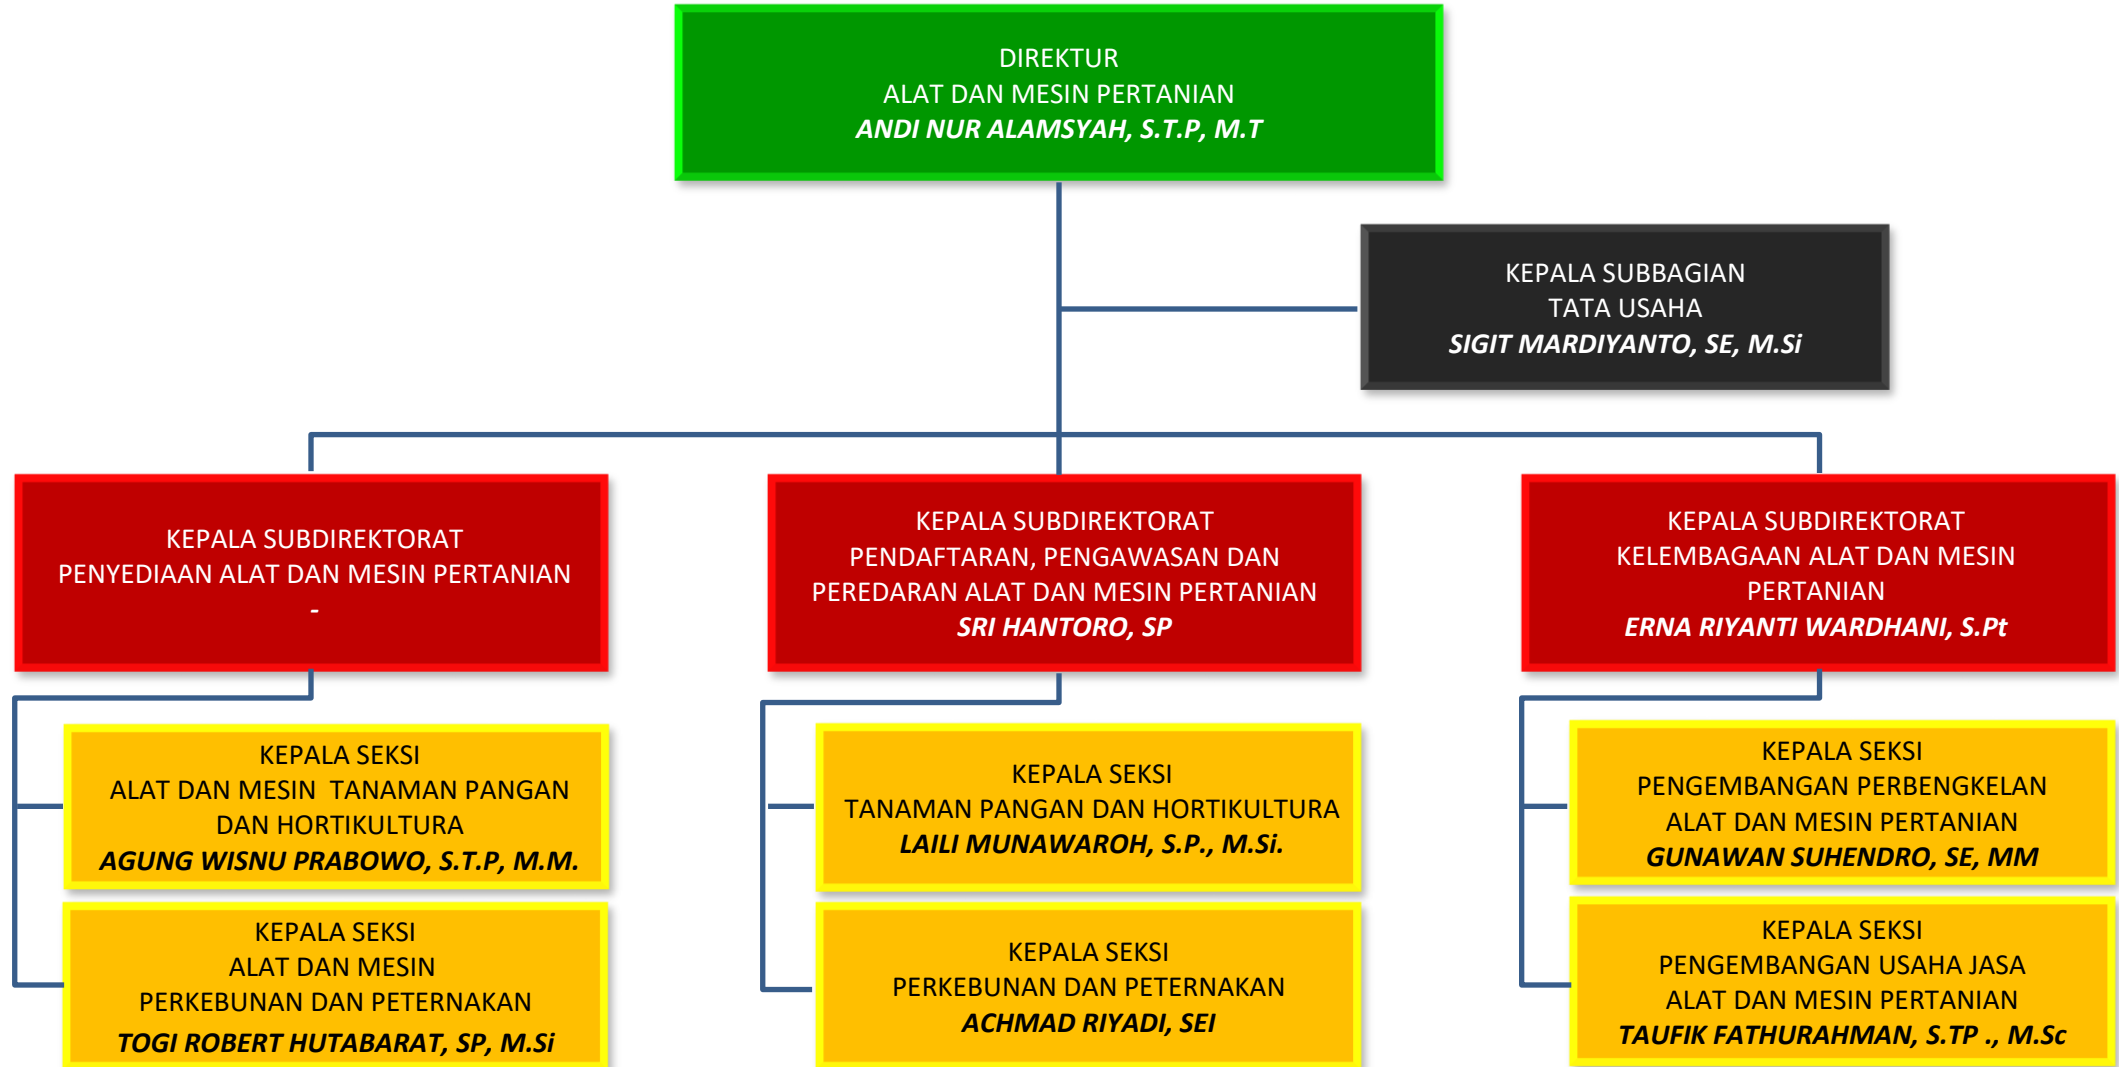 DIREKTUR
ALAT DAN MESIN PERTANIAN
ANDI NUR ALAMSYAH, S.T.P, M.T
KEPALA SUBBAGIAN
TATA USAHA
SIGIT MARDIYANTO, SE, M.Si
KEPALA SUBDIREKTORAT
PENYEDIAAN ALAT DAN MESIN PERTANIAN
-
KEPALA SUBDIREKTORAT
PENDAFTARAN, PENGAWASAN DAN
PEREDARAN ALAT DAN MESIN PERTANIAN
SRI HANTORO, SP
KEPALA SUBDIREKTORAT
KELEMBAGAAN ALAT DAN MESIN
PERTANIAN
ERNA RIYANTI WARDHANI, S.Pt
KEPALA SEKSI
ALAT DAN MESIN  TANAMAN PANGAN
DAN HORTIKULTURA
AGUNG WISNU PRABOWO, S.T.P, M.M.
KEPALA SEKSI
TANAMAN PANGAN DAN HORTIKULTURA
LAILI MUNAWAROH, S.P., M.Si.
KEPALA SEKSI
PENGEMBANGAN PERBENGKELAN
ALAT DAN MESIN PERTANIAN
GUNAWAN SUHENDRO, SE, MM
KEPALA SEKSI
ALAT DAN MESIN
PERKEBUNAN DAN PETERNAKAN
TOGI ROBERT HUTABARAT, SP, M.Si
KEPALA SEKSI
PERKEBUNAN DAN PETERNAKAN
ACHMAD RIYADI, SEI
KEPALA SEKSI
PENGEMBANGAN USAHA JASA
ALAT DAN MESIN PERTANIAN
TAUFIK FATHURAHMAN, S.TP ., M.Sc